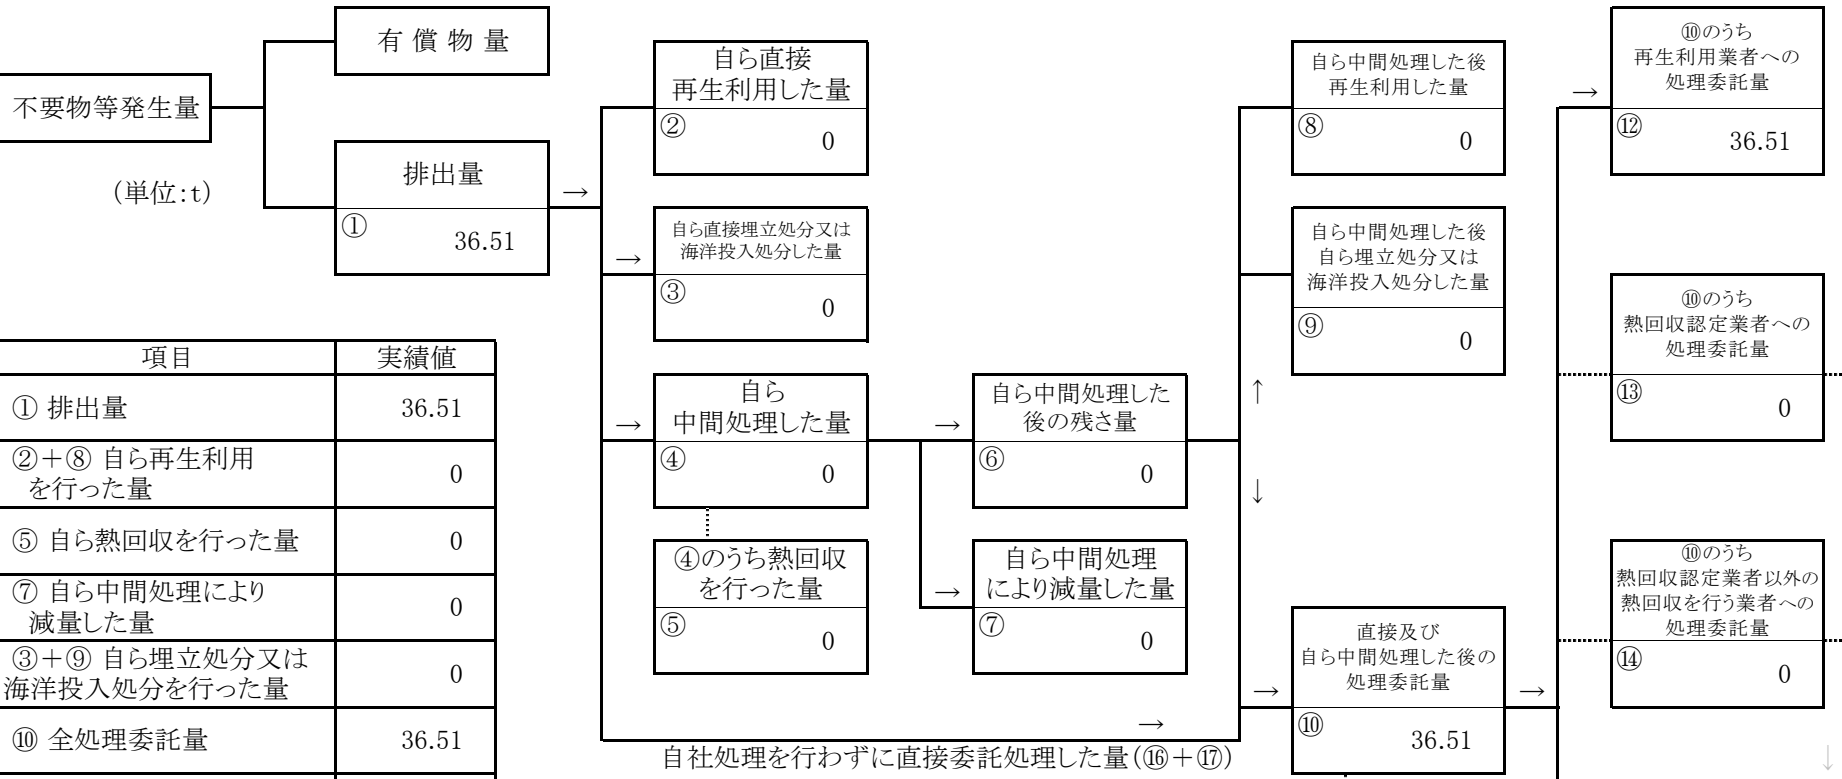 有 償 物 量
不要物等発生量
(単位:t)
排出量
①
36.51
→
自ら直接
再生利用した量
②
0
→
自ら直接埋立処分又は
海洋投入処分した量
③
0
→
自ら
中間処理した量
④
0
④のうち熱回収
を行った量
⑤
0
→
自ら中間処理した
後の残さ量
⑥
0
→
自ら中間処理
により減量した量
⑦
0
自ら中間処理した後
再生利用した量
⑧
0
自ら中間処理した後
自ら埋立処分又は
海洋投入処分した量
⑨
0
↑
↓
→
自社処理を行わずに直接委託処理した量(⑯+⑰)
→
直接及び
自ら中間処理した後の
処理委託量
⑩
36.51
→
→
⑩のうち
再生利用業者への
処理委託量
⑫
36.51
⑩のうち
熱回収認定業者への
処理委託量
⑬
0
⑩のうち
熱回収認定業者以外の
熱回収を行う業者への
処理委託量
⑭
0
↓
項目 実績値
① 排出量 36.51
②+⑧ 自ら再生利用
を行った量 0
⑤ 自ら熱回収を行った量 0
⑦ 自ら中間処理により
減量した量 0
③+⑨ 自ら埋立処分又は
海洋投入処分を行った量 0
⑩ 全処理委託量 36.51